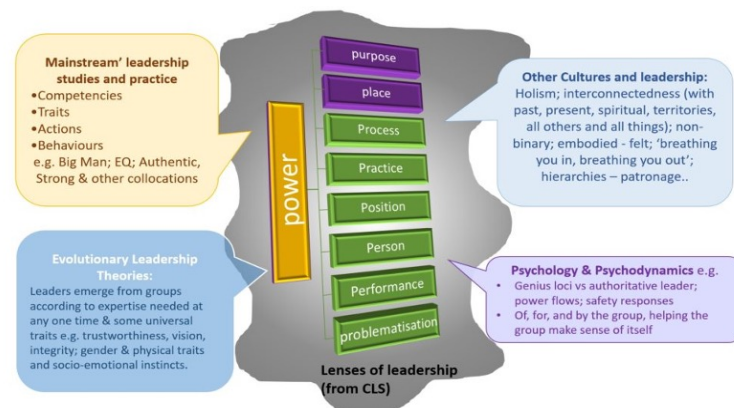 Mainstream’ leadership
studies and practice
•Competencies
•Traits
•Actions
•Behaviours
e.g. Big Man; EQ; Authentic,
Strong & other collocations
Evolutionary Leadership
Theories:
Leaders emerge from groups
according to expertise needed at
any one time & some universal
traits e.g. trustworthiness, vision,
integrity; gender & physical traits
and socio-emotional instincts.
power
purpose
place
Process
Practice
Position
Person
Performance
problematisation
Lenses of leadership
(from CLS)
Other Cultures and leadership:
Holism; interconnectedness (with
past, present, spiritual, territories,
all others and all things); non-
binary; embodied - felt; ‘breathing
you in, breathing you out’;
hierarchies – patronage..
Psychology & Psychodynamics e.g.
• Genius loci vs authoritative leader;
power flows; safety responses
• Of, for, and by the group, helping the
group make sense of itself